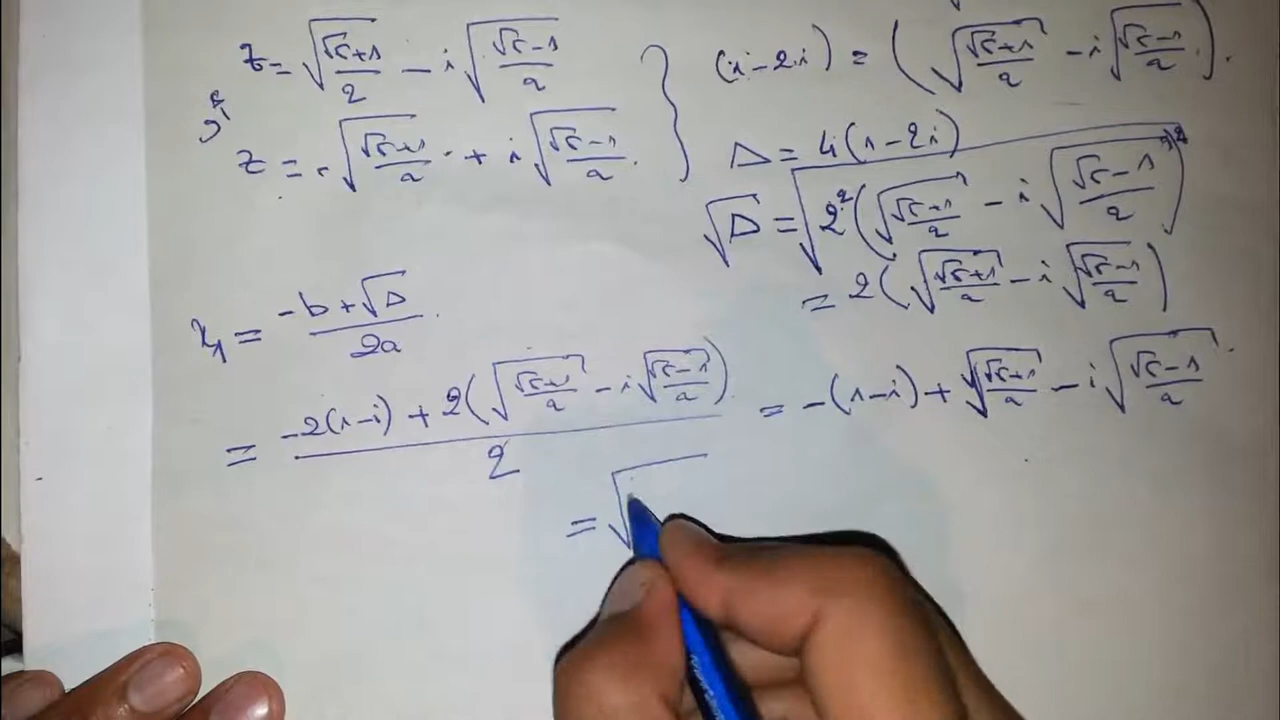 z = √((√5+1)/2) − i√((√5−1)/2)
أو
z = -√((√5+1)/2) + i√((√5−1)/2) }
(1−2i) = (√((√5+1)/2) − i√((√5−1)/2)).
Δ = 4(1−2i)
√Δ = √(2²(√((√5+1)/2) − i√((√5−1)/2))²)
= 2(√((√5+1)/2) − i√((√5−1)/2))
z₁ = (−b+√Δ)/2a .
= (−2(1−i) + 2(√((√5+1)/2) − i√((√5−1)/2)))/2 = −(1−i) + √((√5+1)/2) − i√((√5−1)/2)
= √